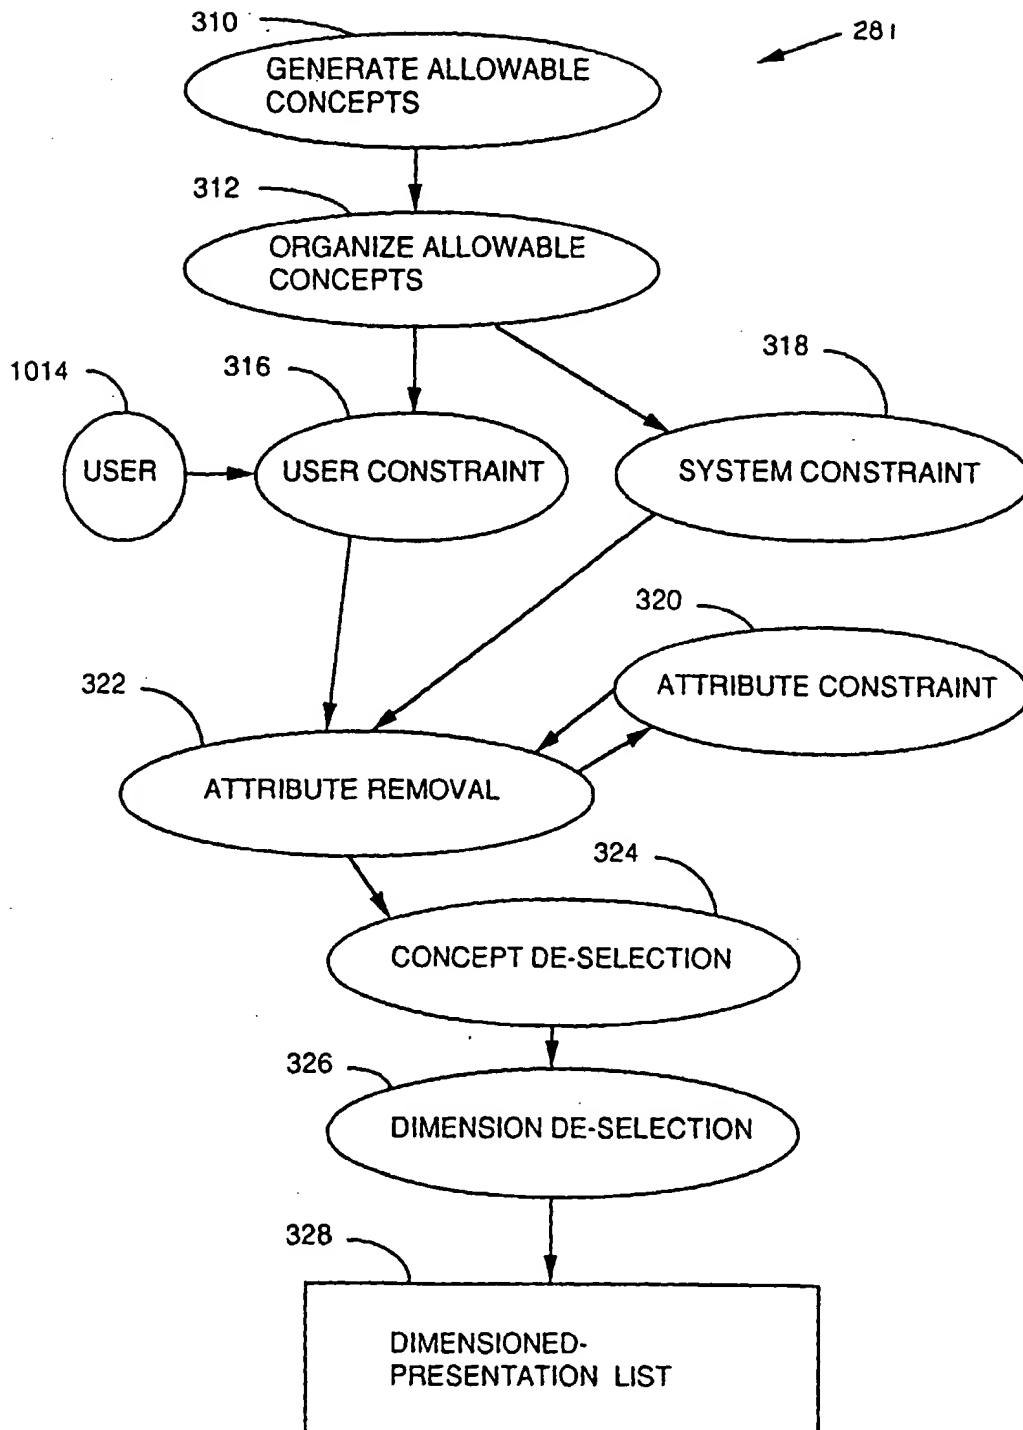 310
281
GENERATE ALLOWABLE
CONCEPTS
312
ORGANIZE ALLOWABLE
CONCEPTS
1014
316
318
USER
USER CONSTRAINT
SYSTEM CONSTRAINT
320
322
ATTRIBUTE CONSTRAINT
ATTRIBUTE REMOVAL
324
CONCEPT DE-SELECTION
326
DIMENSION DE-SELECTION
328
DIMENSIONED-
PRESENTATION LIST